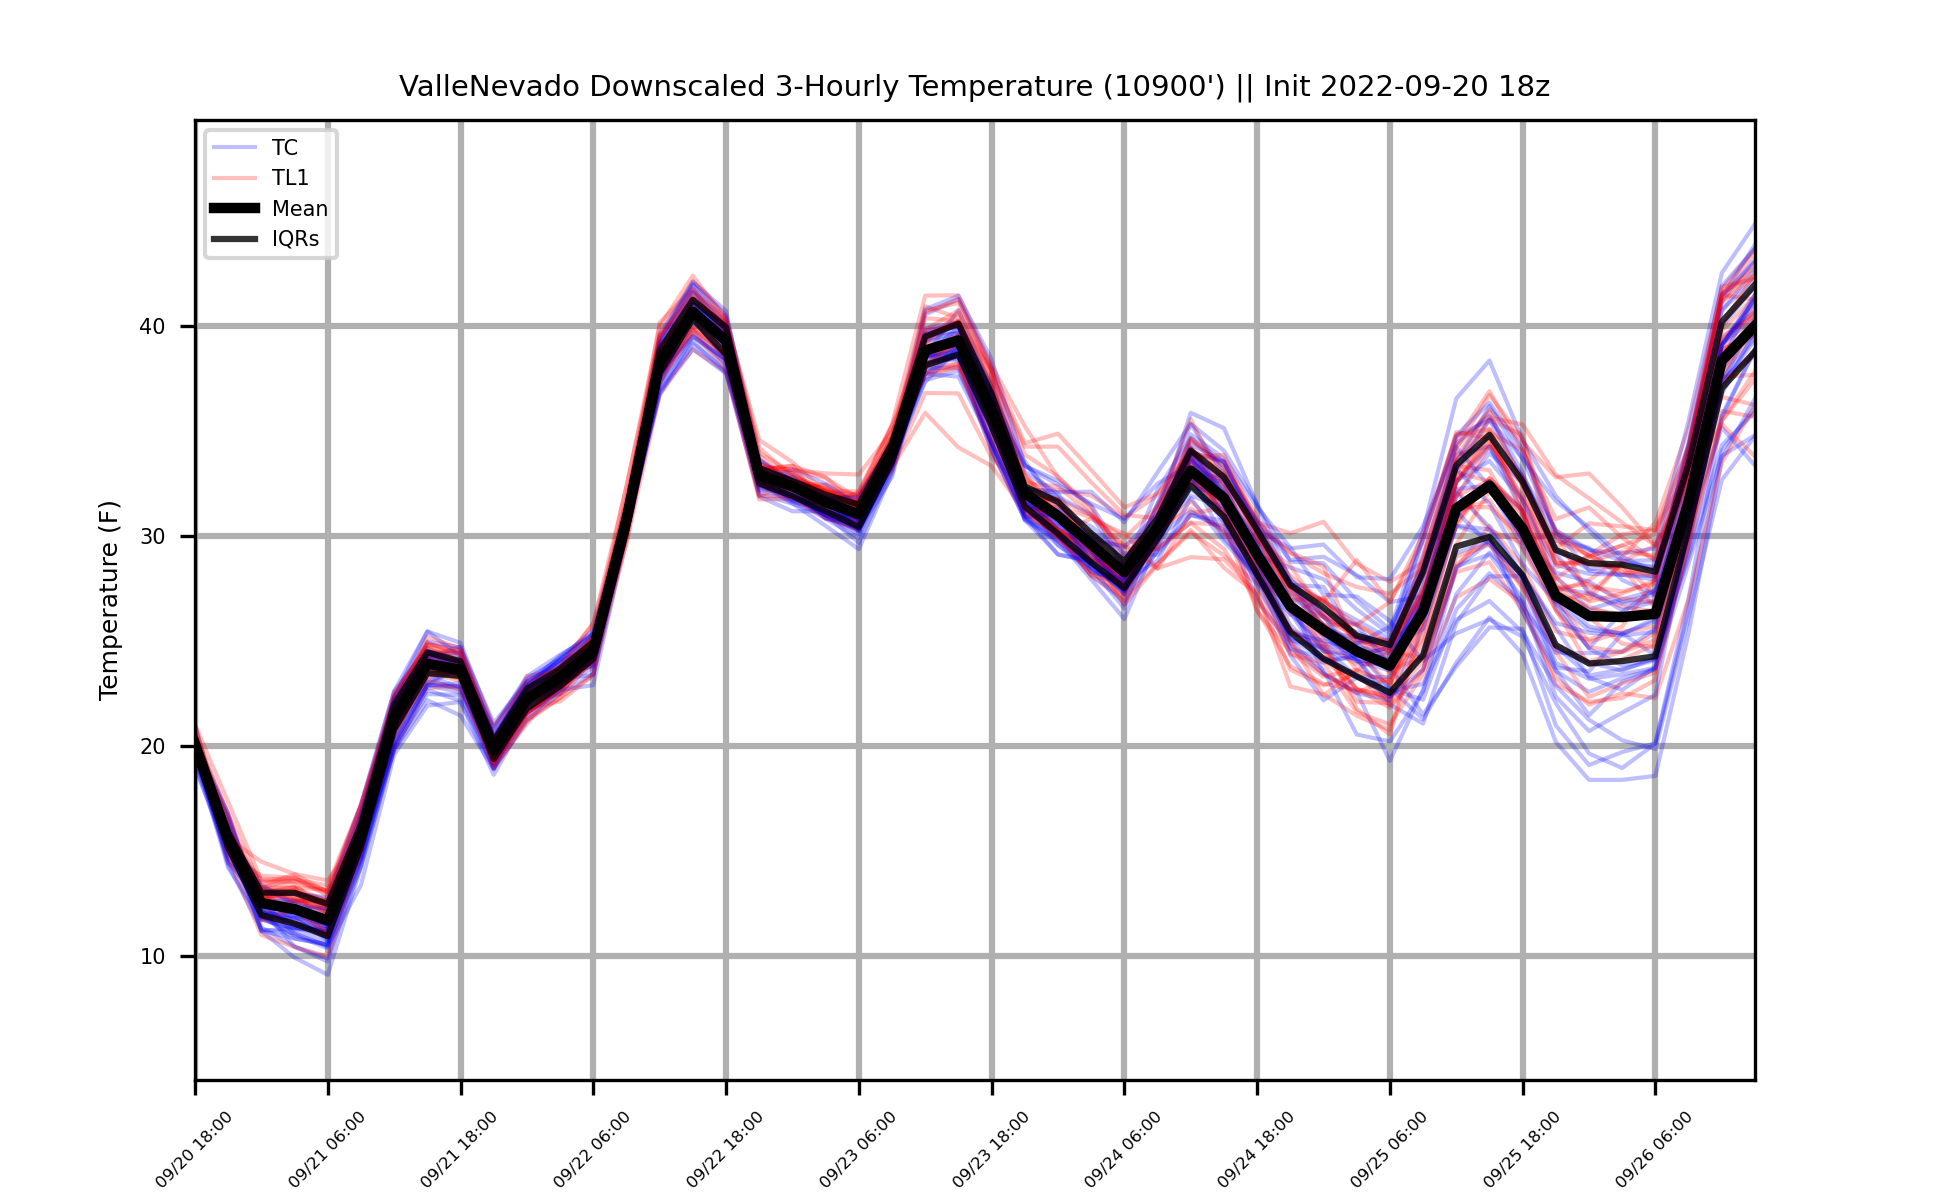 ValleNevado Downscaled 3-Hourly Temperature (10900') || Init 2022-09-20 18z
TC
TL1
Mean
IQRs
Temperature (F)
40
30
20
10
09/20 18:00
09/21 06:00
09/21 18:00
09/22 06:00
09/22 18:00
09/23 06:00
09/23 18:00
09/24 06:00
09/24 18:00
09/25 06:00
09/25 18:00
09/26 06:00